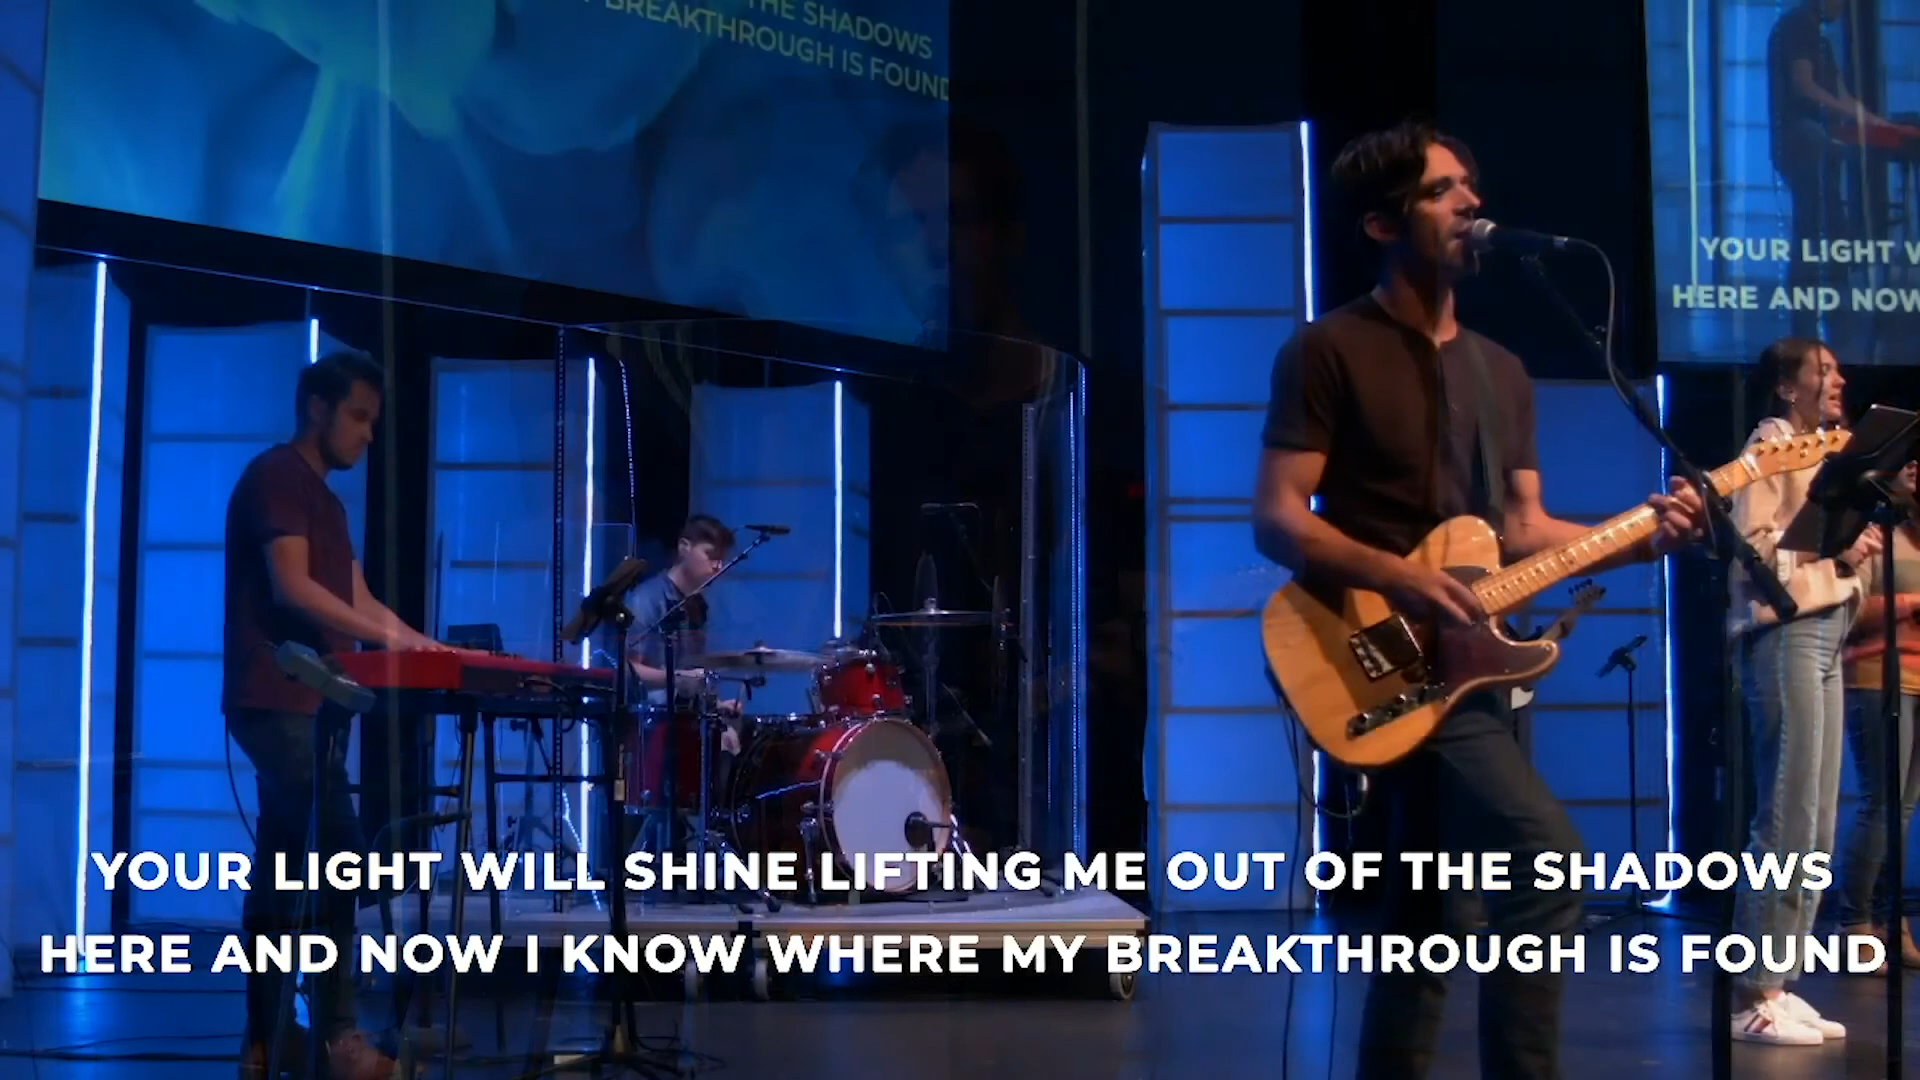 THE SHADOWS
BREAKTHROUGH IS FOUND
YOUR LIGHT
HERE AND NOW
YOUR LIGHT WILL SHINE LIFTING ME OUT OF THE SHADOWS
HERE AND NOW I KNOW WHERE MY BREAKTHROUGH IS FOUND